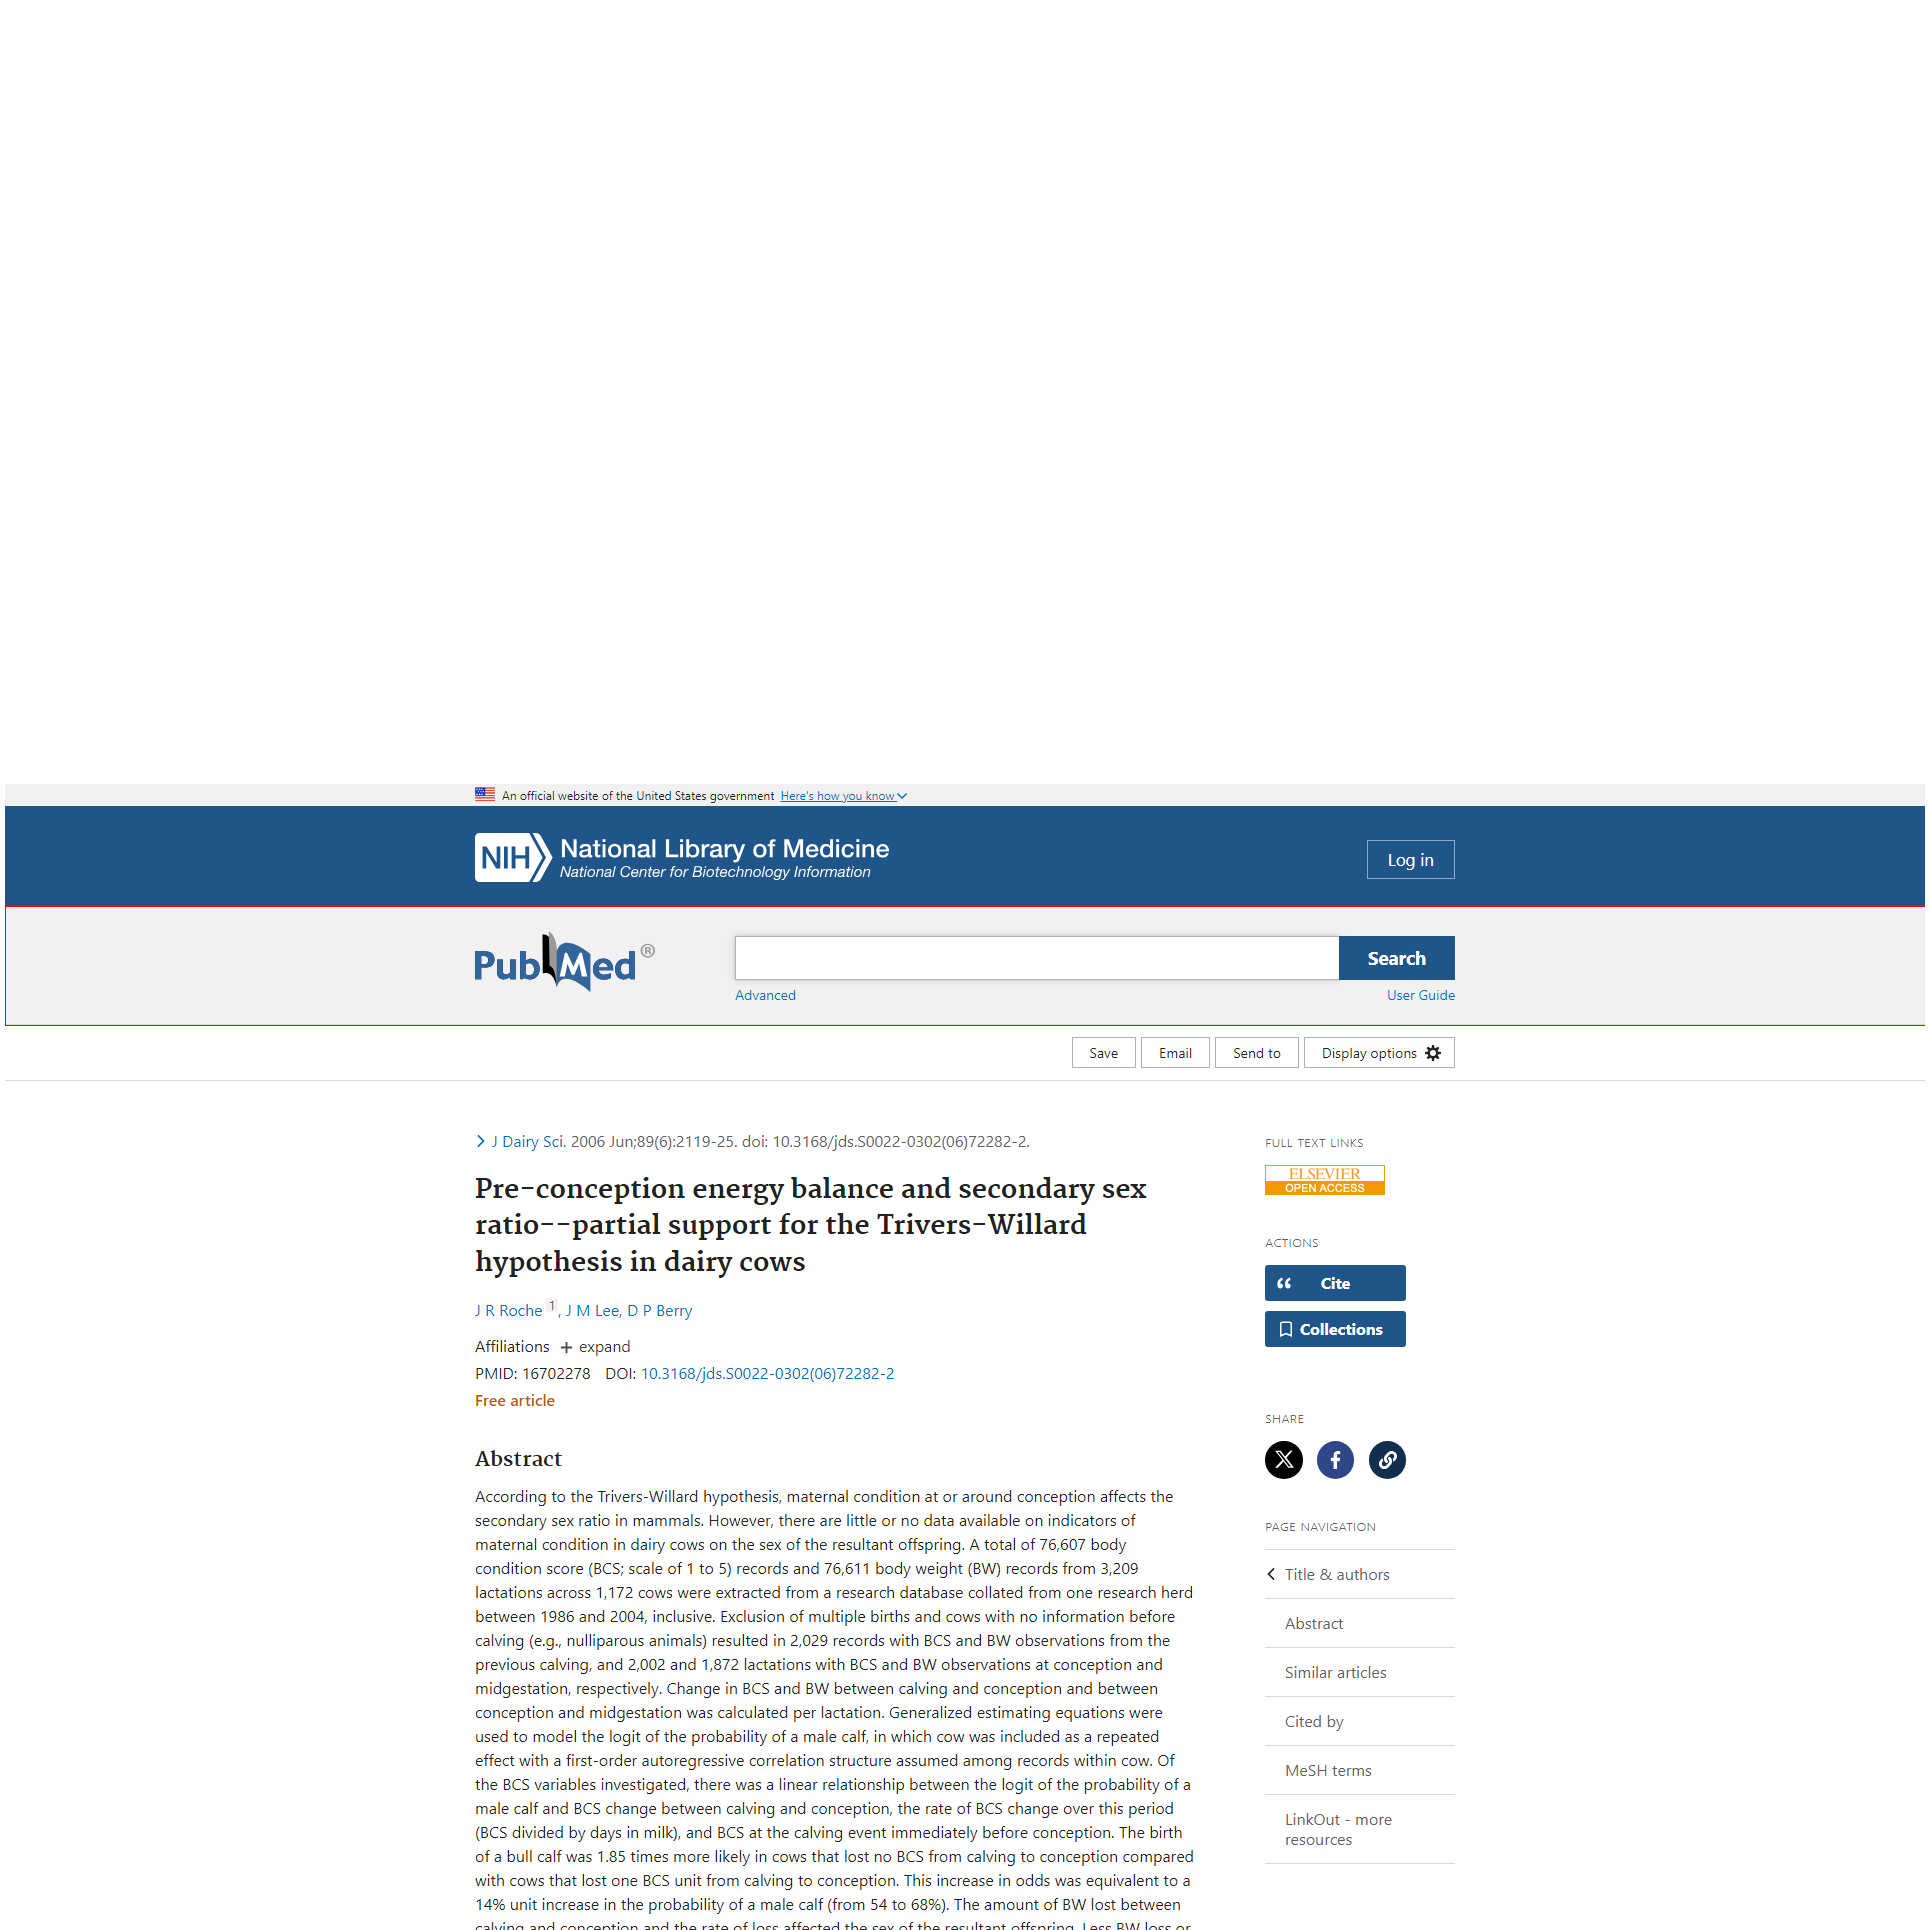 An official website of the United States government Here's how you know
NIH National Library of Medicine
National Center for Biotechnology Information
Log in
PubMed®
Search
Advanced
User Guide
Save
Email
Send to
Display options
J Dairy Sci. 2006 Jun;89(6):2119-25. doi: 10.3168/jds.S0022-0302(06)72282-2.
Pre-conception energy balance and secondary sex
ratio--partial support for the Trivers-Willard
hypothesis in dairy cows
J R Roche 1, J M Lee, D P Berry
Affiliations + expand
PMID: 16702278 DOI: 10.3168/jds.S0022-0302(06)72282-2
Free article
Abstract
According to the Trivers-Willard hypothesis, maternal condition at or around conception affects the
secondary sex ratio in mammals. However, there are little or no data available on indicators of
maternal condition in dairy cows on the sex of the resultant offspring. A total of 76,607 body
condition score (BCS; scale of 1 to 5) records and 76,611 body weight (BW) records from 3,209
lactations across 1,172 cows were extracted from a research database collated from one research herd
between 1986 and 2004, inclusive. Exclusion of multiple births and cows with no information before
calving (e.g., nulliparous animals) resulted in 2,029 records with BCS and BW observations from the
previous calving, and 2,002 and 1,872 lactations with BCS and BW observations at conception and
midgestation, respectively. Change in BCS and BW between calving and conception and between
conception and midgestation was calculated per lactation. Generalized estimating equations were
used to model the logit of the probability of a male calf, in which cow was included as a repeated
effect with a first-order autoregressive correlation structure assumed among records within cow. Of
the BCS variables investigated, there was a linear relationship between the logit of the probability of a
male calf and BCS change between calving and conception, the rate of BCS change over this period
(BCS divided by days in milk), and BCS at the calving event immediately before conception. The birth
of a bull calf was 1.85 times more likely in cows that lost no BCS from calving to conception compared
with cows that lost one BCS unit from calving to conception. This increase in odds was equivalent to a
14% unit increase in the probability of a male calf (from 54 to 68%). The amount of BW lost between
calving and conception and the rate of loss affected the sex of the resultant offspring. Less BW loss or
FULL TEXT LINKS
ELSEVIER
OPEN ACCESS
ACTIONS
Cite
Collections
SHARE
PAGE NAVIGATION
Title & authors
Abstract
Similar articles
Cited by
MeSH terms
LinkOut - more
resources